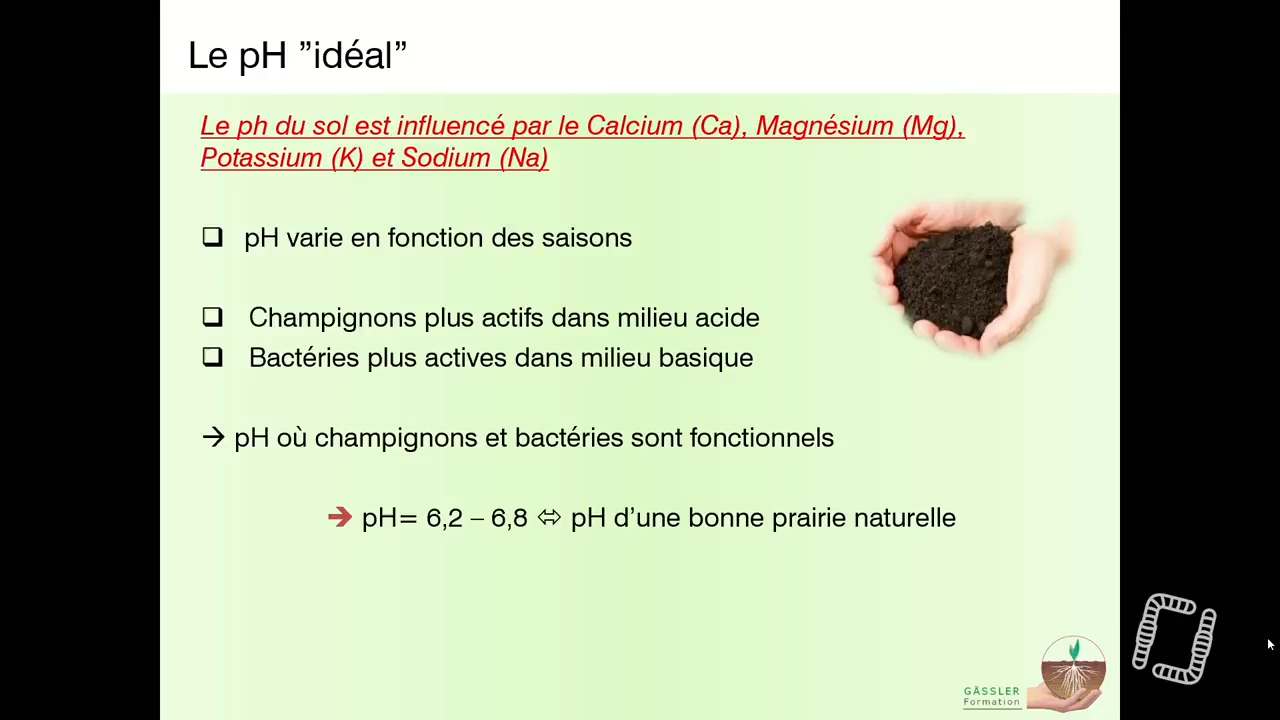 Le pH ”idéal”
Le ph du sol est influencé par le Calcium (Ca), Magnésium (Mg),
Potassium (K) et Sodium (Na)
❑ pH varie en fonction des saisons
❑ Champignons plus actifs dans milieu acide
❑ Bactéries plus actives dans milieu basique
→ pH où champignons et bactéries sont fonctionnels
➔ pH= 6,2 – 6,8 ⬄ pH d’une bonne prairie naturelle
GÄSSLER
Formation